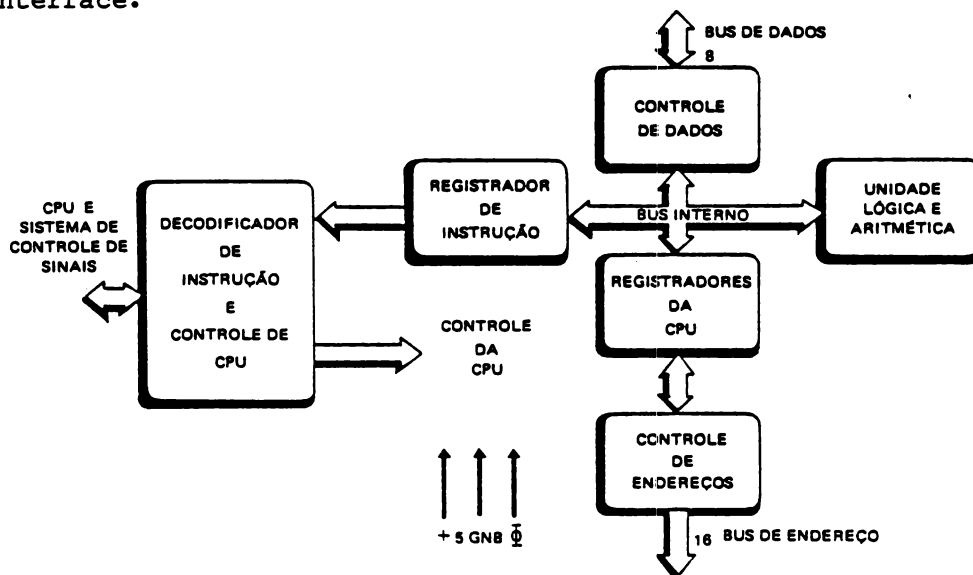 nterface.
BUS DE DADOS
8
CONTROLE
DE DADOS
REGISTRADOR
DE
INSTRUÇÃO
BUS INTERNO
UNIDADE
LÓGICA E
ARITMÉTICA
CPU E
SISTEMA DE
CONTROLE DE
SINAIS
DECODIFICADOR
DE
INSTRUÇÃO
E
CONTROLE DE
CPU
REGISTRADORES
DA
CPU
CONTROLE
DA
CPU
CONTROLE
DE
ENDEREÇOS
+ 5 GNB Φ
16 BUS DE ENDEREÇO